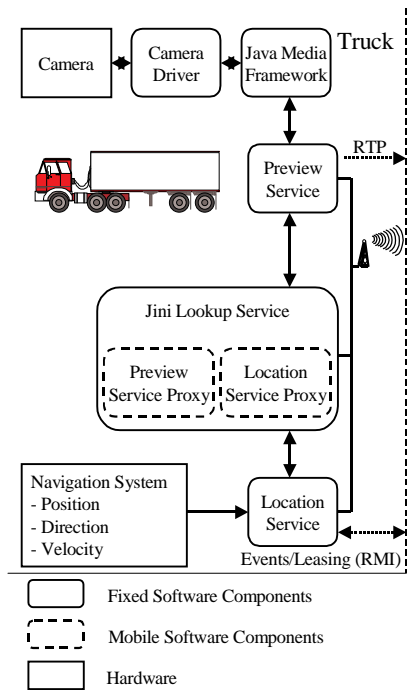 Truck
Camera
Camera
Driver
Java Media
Framework
RTP
Preview
Service
Jini Lookup Service
Preview
Service Proxy
Location
Service Proxy
Navigation System
- Position
- Direction
- Velocity
Location
Service
Events/Leasing (RMI)
Fixed Software Components
Mobile Software Components
Hardware